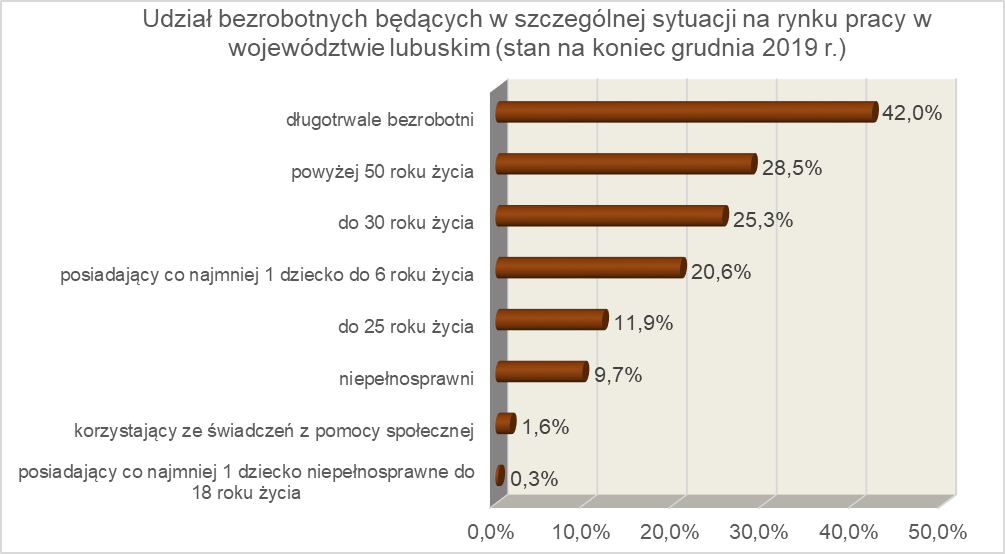 Udział bezrobotnych będących w szczególnej sytuacji na rynku pracy w
województwie lubuskim (stan na koniec grudnia 2019 r.)
długotrwale bezrobotni
42,0%
powyżej 50 roku życia
28,5%
do 30 roku życia
25,3%
posiadający co najmniej 1 dziecko do 6 roku życia
20,6%
do 25 roku życia
11,9%
niepełnosprawni
9,7%
korzystający ze świadczeń z pomocy społecznej
1,6%
posiadający co najmniej 1 dziecko niepełnosprawne do
18 roku życia
0,3%
0,0% 10,0% 20,0% 30,0% 40,0% 50,0%